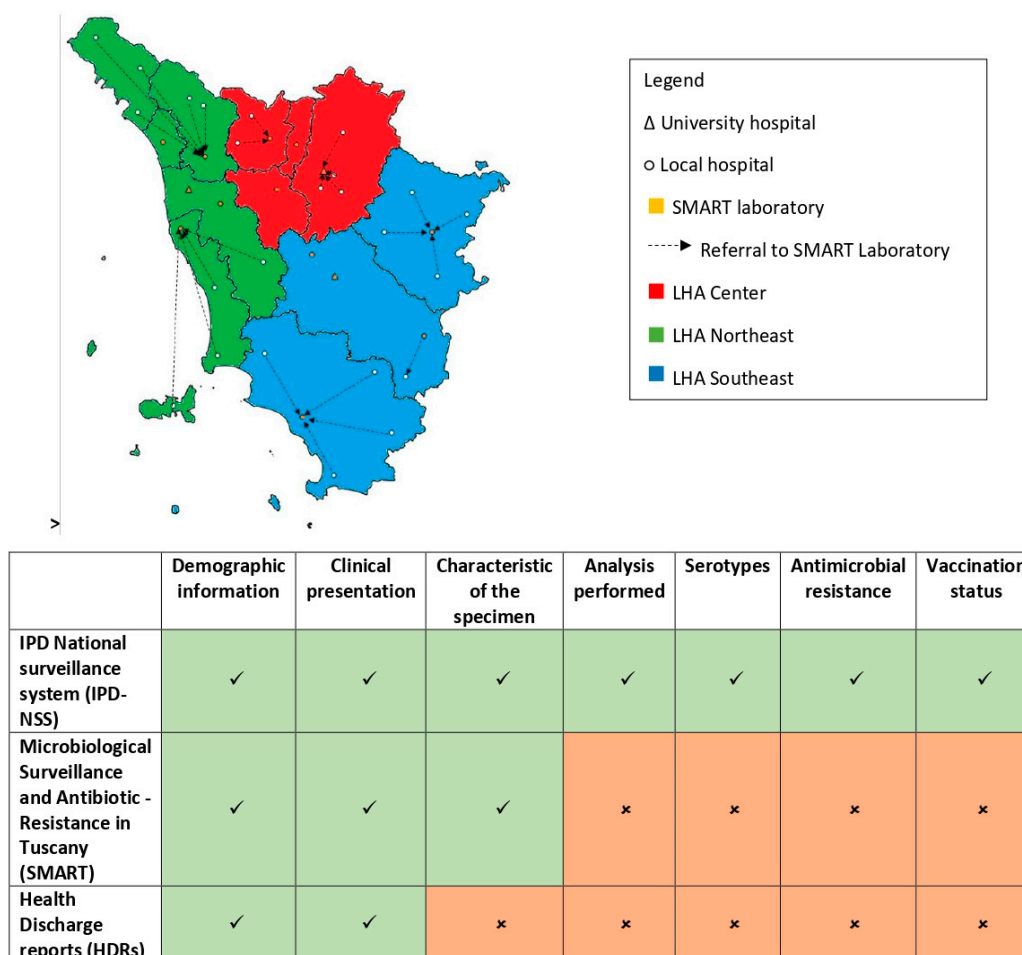 Legend
Δ University hospital
○ Local hospital
SMART laboratory
Referral to SMART Laboratory
LHA Center
LHA Northeast
LHA Southeast
>
Demographic
information
Clinical
presentation
Characteristic
of the
specimen
Analysis
performed
Serotypes
Antimicrobial
resistance
Vaccination
status
IPD National
surveillance
system (IPD-
NSS)
✓ ✓ ✓ ✓ ✓ ✓ ✓
Microbiological
Surveillance
and Antibiotic -
Resistance in
Tuscany
(SMART)
✓ ✓ ✓ × × × ×
Health
Discharge
reports (HDRs)
✓ ✓ × × × × ×